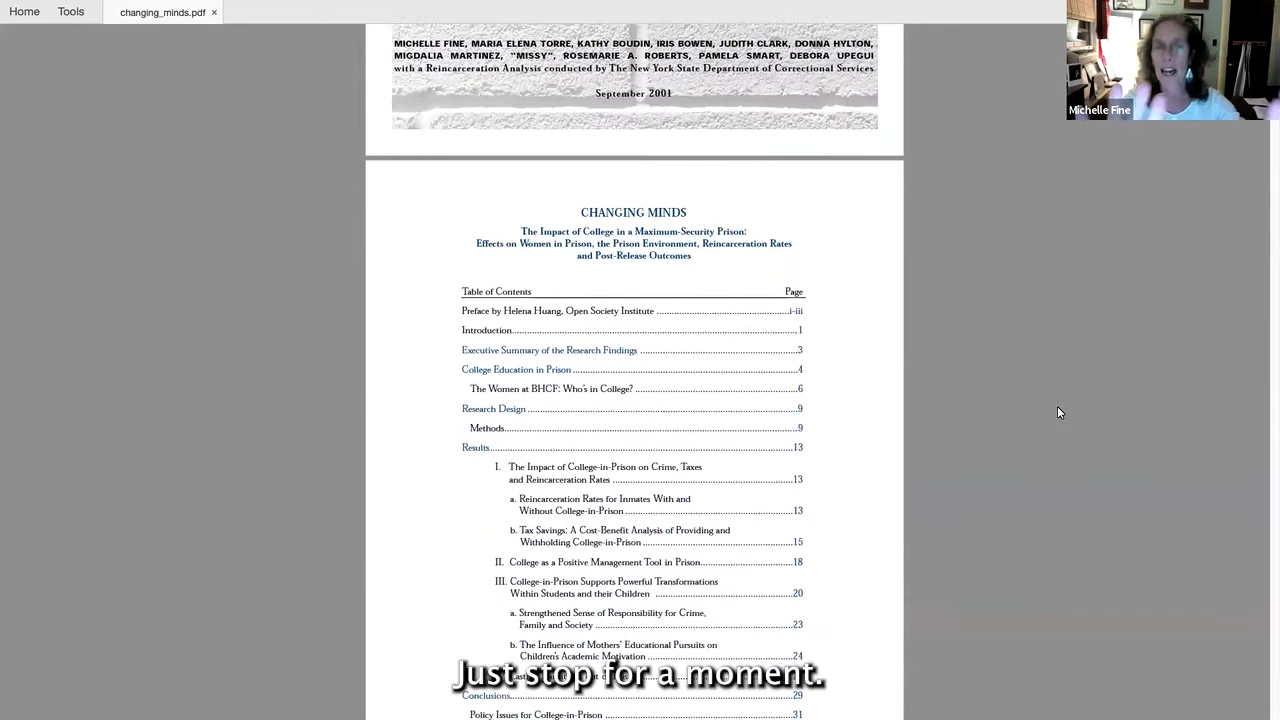 Home Tools changing_minds.pdf ×
MICHELLE FINE, MARIA ELENA TORRE, KATHY BOUDIN, IRIS BOWEN, JUDITH CLARK, DONNA HYLTON,
MIGDALIA MARTINEZ, "MISSY", ROSEMARIE A. ROBERTS, PAMELA SMART, DEBORA UPEGUI
with a Reincarceration Analysis conducted by The New York State Department of Correctional Services
September 2001
Michelle Fine
CHANGING MINDS
The Impact of College in a Maximum-Security Prison:
Effects on Women in Prison, the Prison Environment, Reincarceration Rates
and Post-Release Outcomes
Table of Contents Page
Preface by Helena Huang, Open Society Institute ..... i-iii
Introduction ..... 1
Executive Summary of the Research Findings ..... 3
College Education in Prison ..... 4
The Women at BHCF: Who's in College? ..... 6
Research Design ..... 9
Methods ..... 9
Results ..... 13
I. The Impact of College-in-Prison on Crime, Taxes
and Reincarceration Rates ..... 13
a. Reincarceration Rates for Inmates With and
Without College-in-Prison ..... 13
b. Tax Savings: A Cost-Benefit Analysis of Providing and
Withholding College-in-Prison ..... 15
II. College as a Positive Management Tool in Prison ..... 18
III. College-in-Prison Supports Powerful Transformations
Within Students and their Children ..... 20
a. Strengthened Sense of Responsibility for Crime,
Family and Society ..... 23
b. The Influence of Mothers' Educational Pursuits on
Children's Academic Motivation ..... 24
Just stop for a moment.
Conclusions ..... 29
Policy Issues for College-in-Prison ..... 31